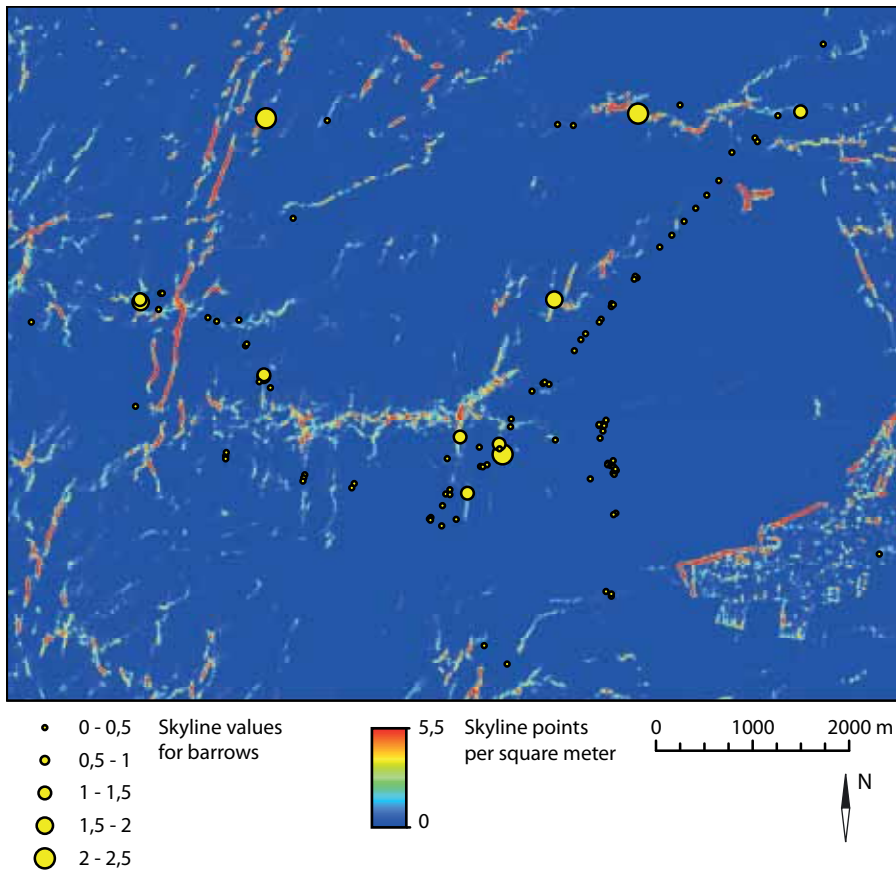 0 - 0,5
0,5 - 1
1 - 1,5
1,5 - 2
2 - 2,5
Skyline values
for barrows
5,5
0
Skyline points
per square meter
0 1000 2000 m
N